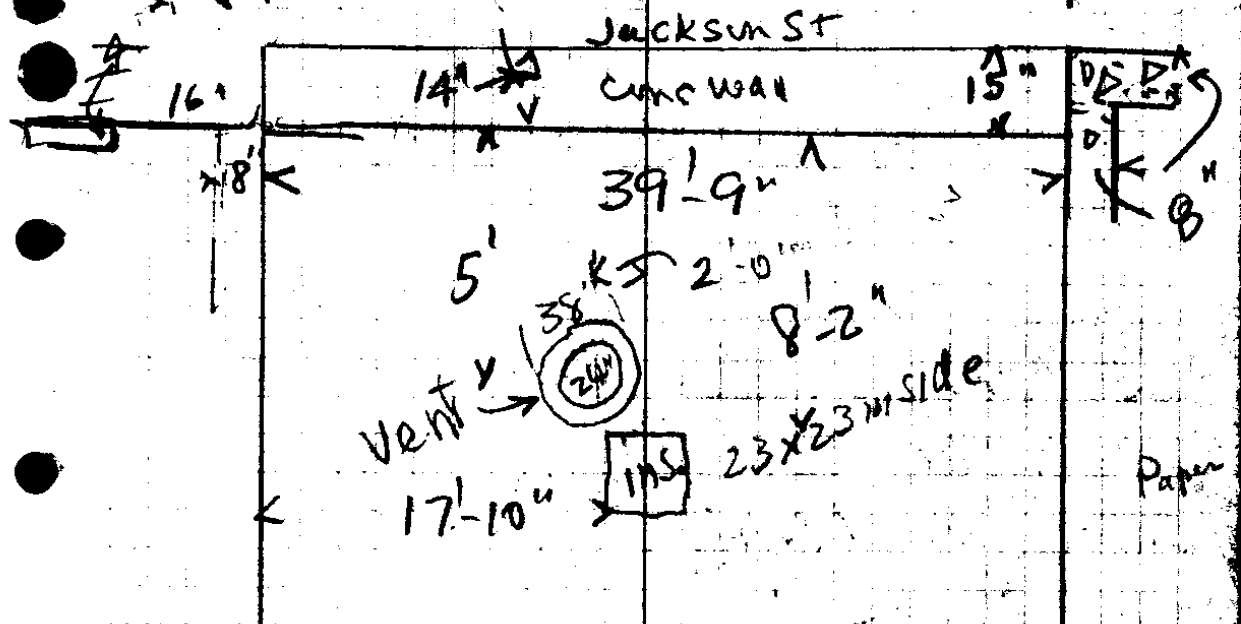 Jackson St
14"
Conc Wall
15"
16"
18"
39'-9"
8"
5'
2'-0"
38"
8'-2"
24"
Vent
23x23 inside
INS.
17'-10"
Paper